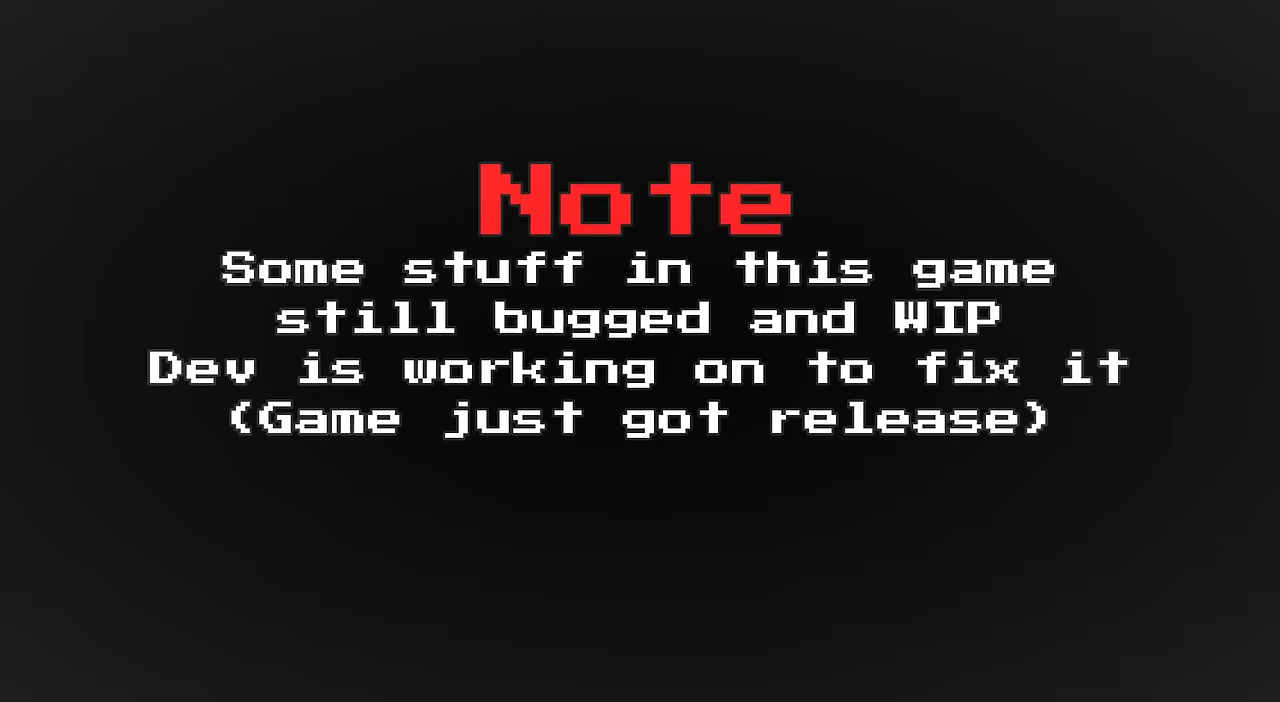 Note
Some stuff in this game
still bugged and WIP
Dev is working on to fix it
(Game just got release)